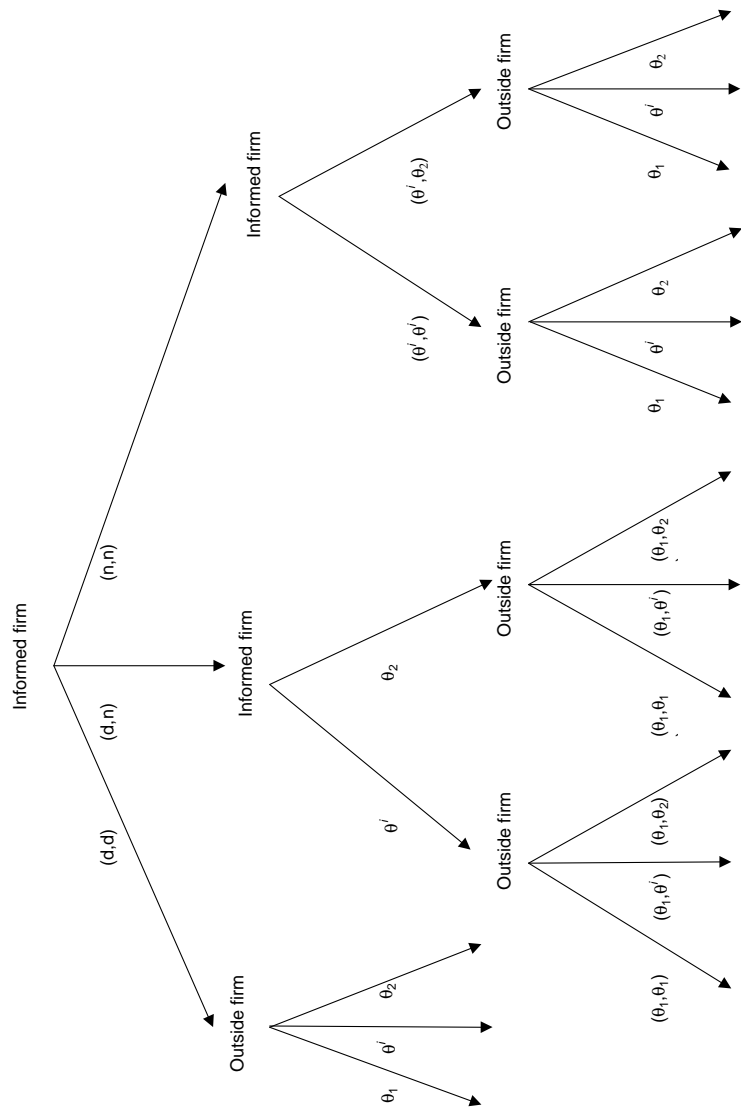 Informed firm
(d,d)
(d,n)
(n,n)
Outside firm
Informed firm
Informed firm
θ₁
θⁱ
θ₂
θⁱ
θ₂
(θⁱ,θⁱ)
(θⁱ,θ₂)
Outside firm
Outside firm
Outside firm
Outside firm
(θ₁,θ₁)
(θ₁,θⁱ)
(θ₁,θ₂)
(θ₁,θ₁
(θ₁,θⁱ)
(θ₁,θ₂
θ₁
θⁱ
θ₂
θ₁
θⁱ
θ₂